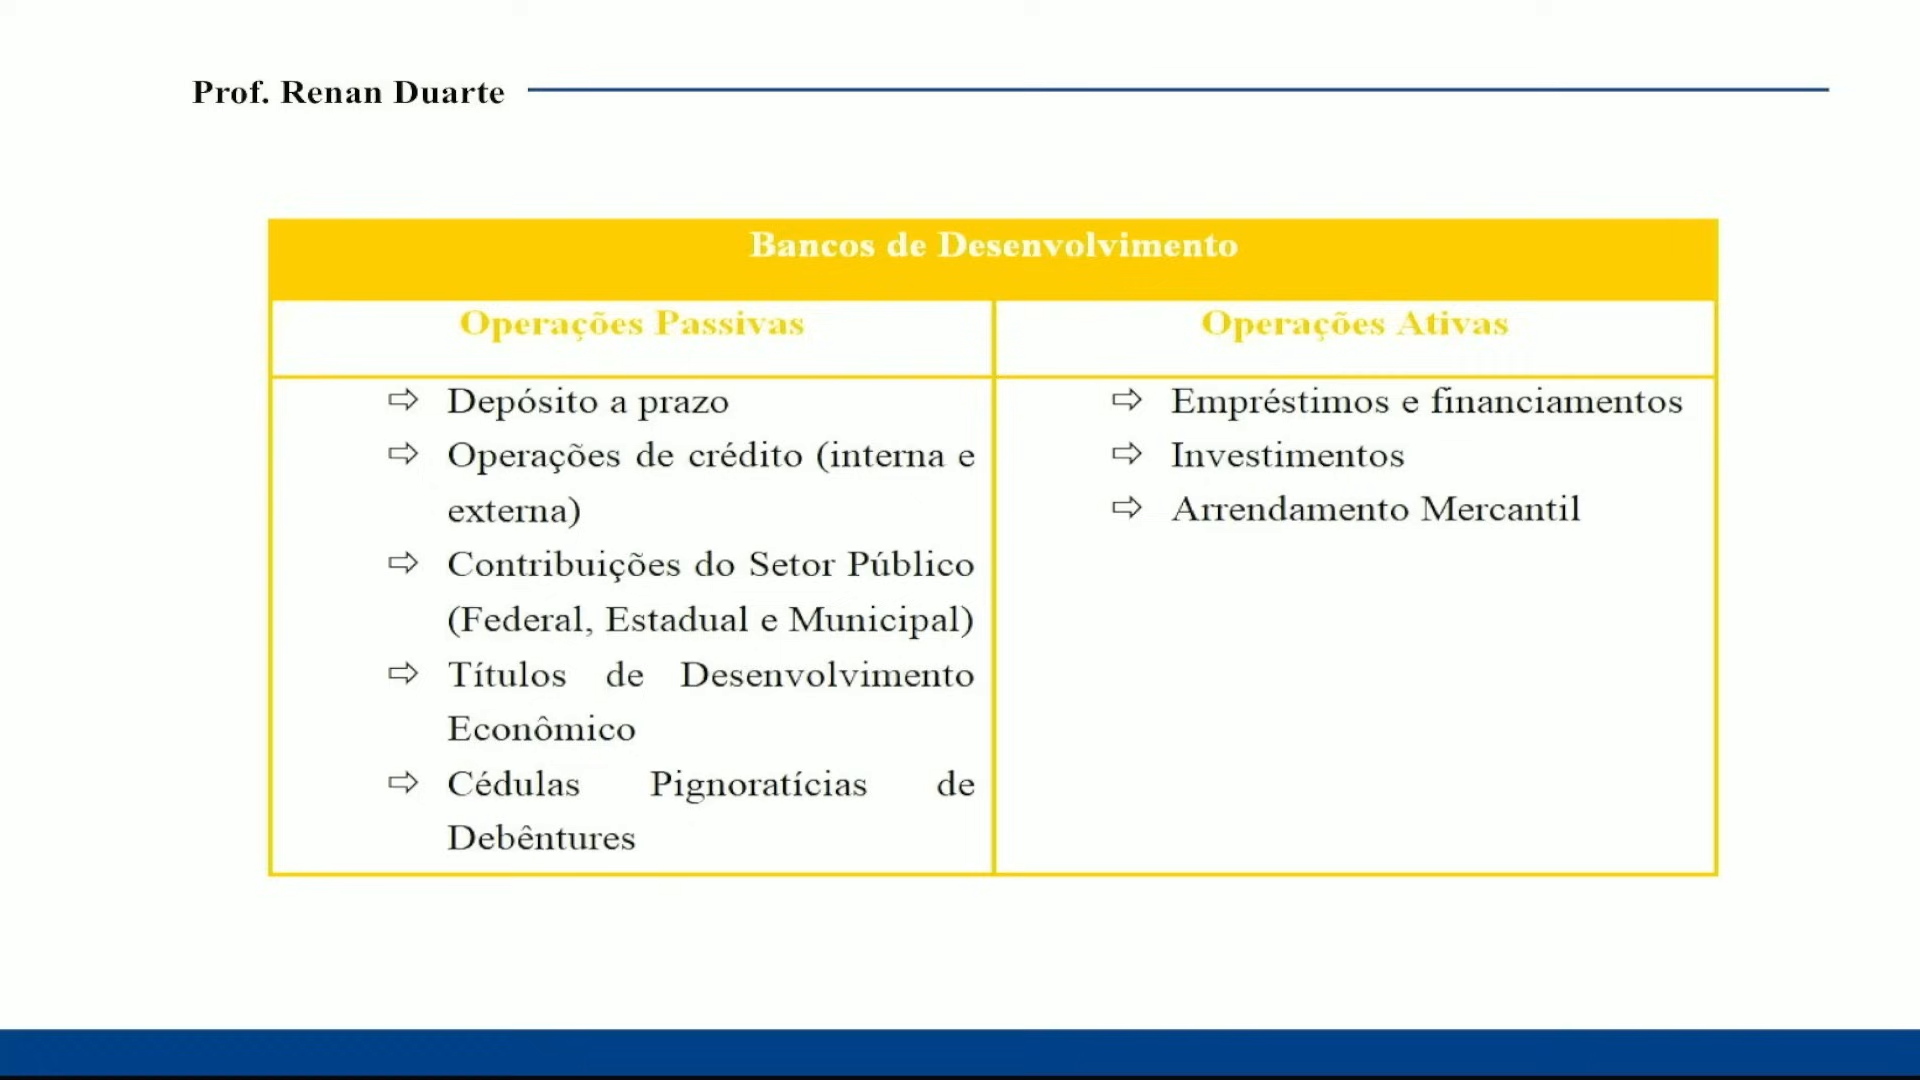 Prof. Renan Duarte
Bancos de Desenvolvimento
Operações Passivas
Operações Ativas
⇨ Depósito a prazo
⇨ Operações de crédito (interna e
externa)
⇨ Contribuições do Setor Público
(Federal, Estadual e Municipal)
⇨ Títulos de Desenvolvimento
Econômico
⇨ Cédulas Pignoratícias de
Debêntures
⇨ Empréstimos e financiamentos
⇨ Investimentos
⇨ Arrendamento Mercantil